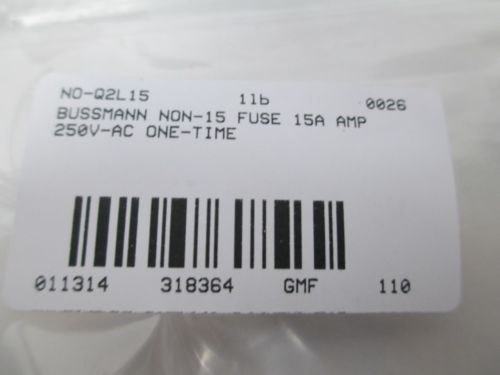 NO-Q2L15 1lb 0026
BUSSMANN NON-15 FUSE 15A AMP
250V-AC ONE-TIME
011314 318364 GMF 110